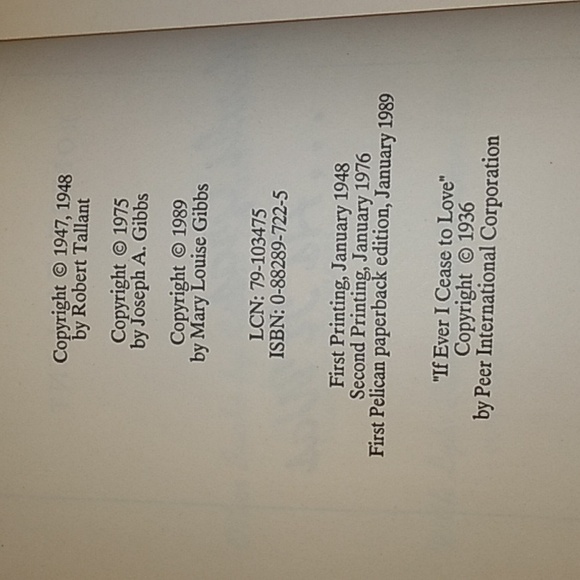 Copyright © 1947, 1948
by Robert Tallant
Copyright © 1975
by Joseph A. Gibbs
Copyright © 1989
by Mary Louise Gibbs
LCN: 79-103475
ISBN: 0-88289-722-5
First Printing, January 1948
Second Printing, January 1976
First Pelican paperback edition, January 1989
"If Ever I Cease to Love"
Copyright © 1936
by Peer International Corporation